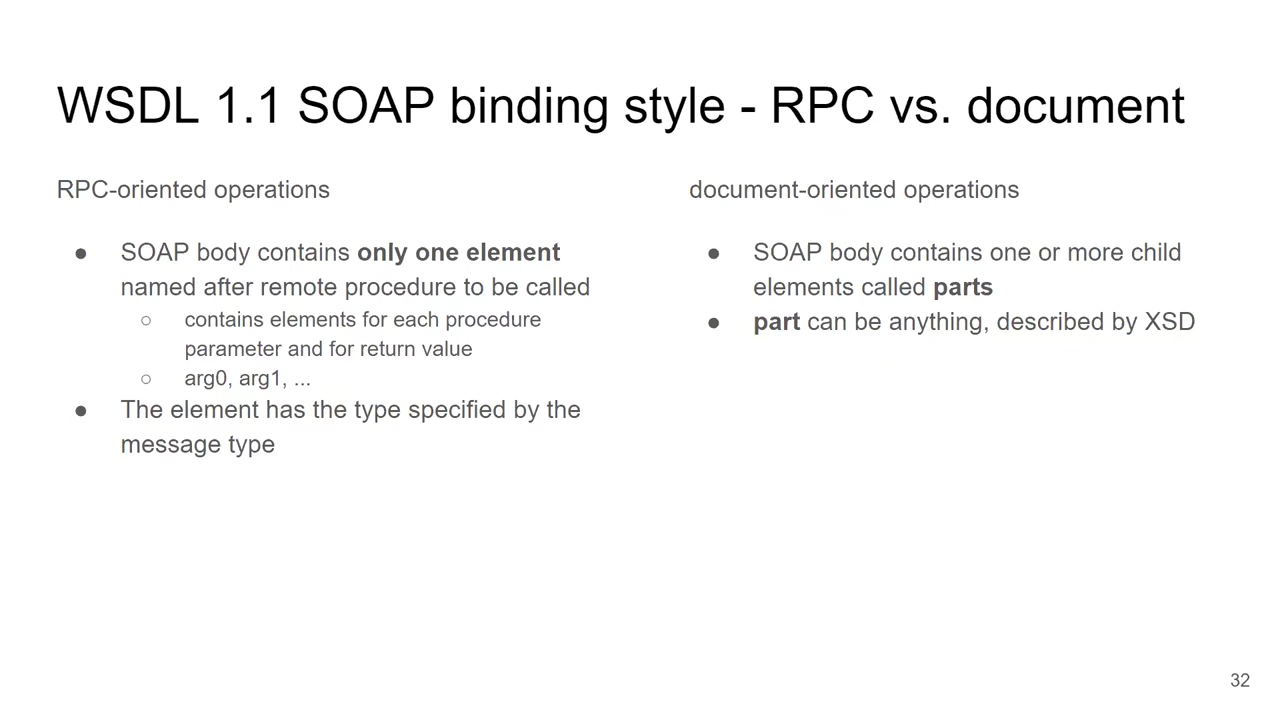 WSDL 1.1 SOAP binding style - RPC vs. document
RPC-oriented operations
● SOAP body contains only one element
named after remote procedure to be called
○ contains elements for each procedure
parameter and for return value
○ arg0, arg1, ...
● The element has the type specified by the
message type
document-oriented operations
● SOAP body contains one or more child
elements called parts
● part can be anything, described by XSD
32